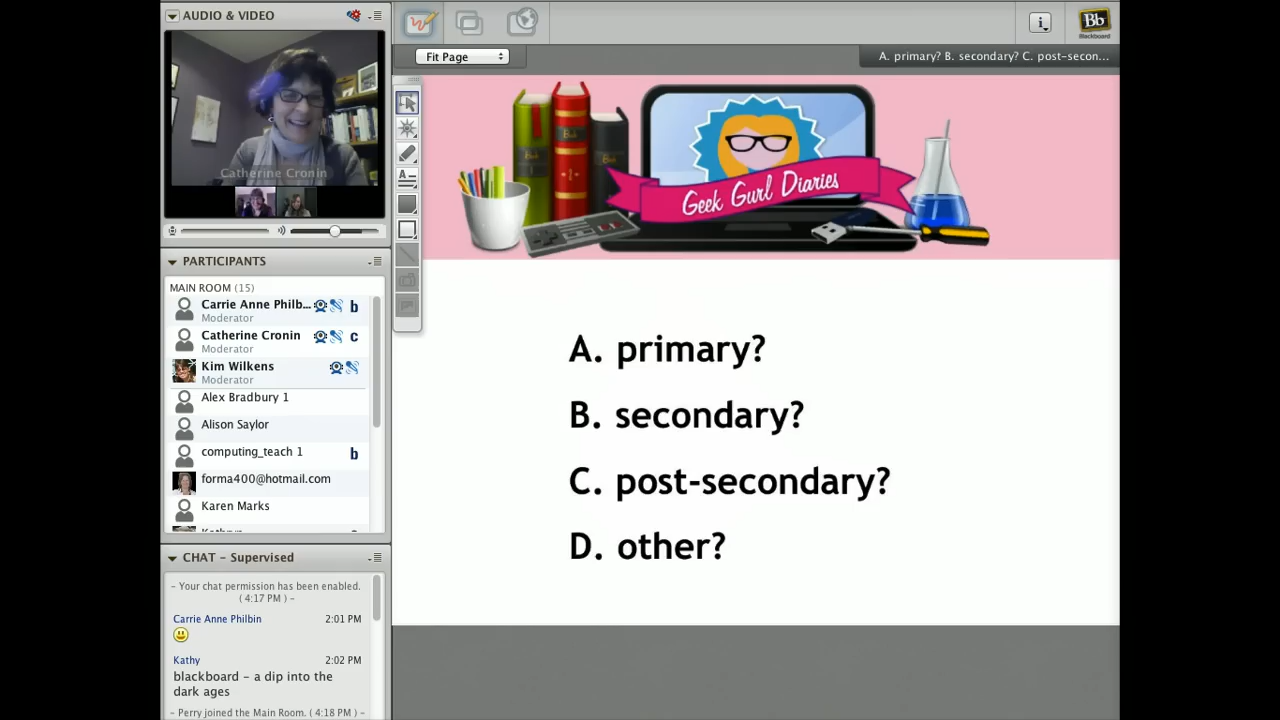 AUDIO & VIDEO
Catherine Cronin
PARTICIPANTS
MAIN ROOM (15)
Carrie Anne Philb...
b
Moderator
Catherine Cronin
c
Moderator
Kim Wilkens
Moderator
Alex Bradbury 1
Alison Saylor
computing_teach 1
b
forma400@hotmail.com
Karen Marks
Kathryn
CHAT - Supervised
- Your chat permission has been enabled.
( 4:17 PM ) -
Carrie Anne Philbin 2:01 PM
Kathy 2:02 PM
blackboard - a dip into the
dark ages
- Perry joined the Main Room. ( 4:18 PM ) -
Fit Page
i
Bb
Blackboard
A. primary? B. secondary? C. post-secon...
Geek Gurl Diaries
A. primary?
B. secondary?
C. post-secondary?
D. other?